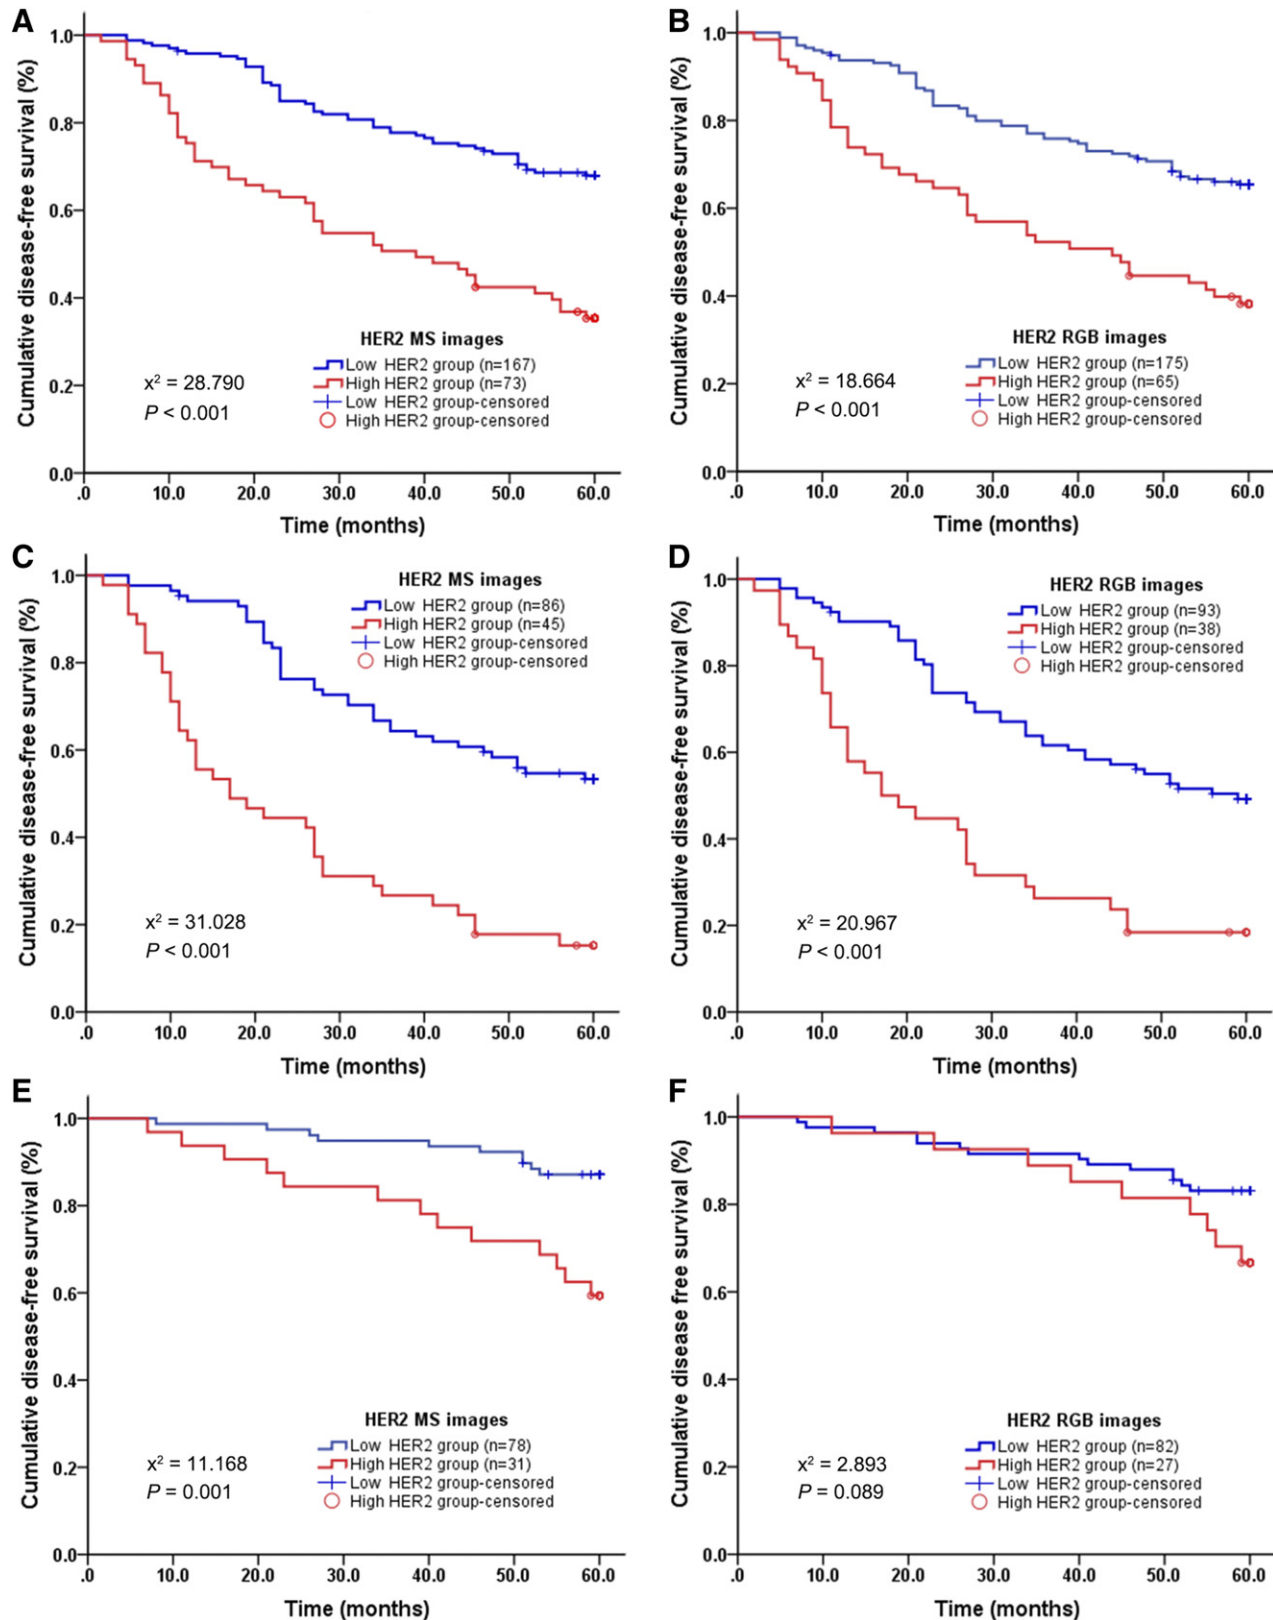 A
Cumulative disease-free survival (%)
1.0
0.8
0.6
0.4
0.2
0.0
HER2 MS images
Low HER2 group (n=167)
High HER2 group (n=73)
Low HER2 group-censored
High HER2 group-censored
x² = 28.790
P < 0.001
.0 10.0 20.0 30.0 40.0 50.0 60.0
Time (months)
B
Cumulative disease-free survival (%)
1.0
0.8
0.6
0.4
0.2
0.0
HER2 RGB images
Low HER2 group (n=175)
High HER2 group (n=65)
Low HER2 group-censored
High HER2 group-censored
x² = 18.664
P < 0.001
.0 10.0 20.0 30.0 40.0 50.0 60.0
Time (months)
C
Cumulative disease-free survival (%)
1.0
0.8
0.6
0.4
0.2
0.0
HER2 MS images
Low HER2 group (n=86)
High HER2 group (n=45)
Low HER2 group-censored
High HER2 group-censored
x² = 31.028
P < 0.001
.0 10.0 20.0 30.0 40.0 50.0 60.0
Time (months)
D
Cumulative disease-free survival (%)
1.0
0.8
0.6
0.4
0.2
0.0
HER2 RGB images
Low HER2 group (n=93)
High HER2 group (n=38)
Low HER2 group-censored
High HER2 group-censored
x² = 20.967
P < 0.001
.0 10.0 20.0 30.0 40.0 50.0 60.0
Time (months)
E
Cumulative disease-free survival (%)
1.0
0.8
0.6
0.4
0.2
0.0
HER2 MS images
Low HER2 group (n=78)
High HER2 group (n=31)
Low HER2 group-censored
High HER2 group-censored
x² = 11.168
P = 0.001
.0 10.0 20.0 30.0 40.0 50.0 60.0
Time (months)
F
Cumulative disease free survival (%)
1.0
0.8
0.6
0.4
0.2
0.0
HER2 RGB images
Low HER2 group (n=82)
High HER2 group (n=27)
Low HER2 group-censored
High HER2 group-censored
x² = 2.893
P = 0.089
.0 10.0 20.0 30.0 40.0 50.0 60.0
Time (months)